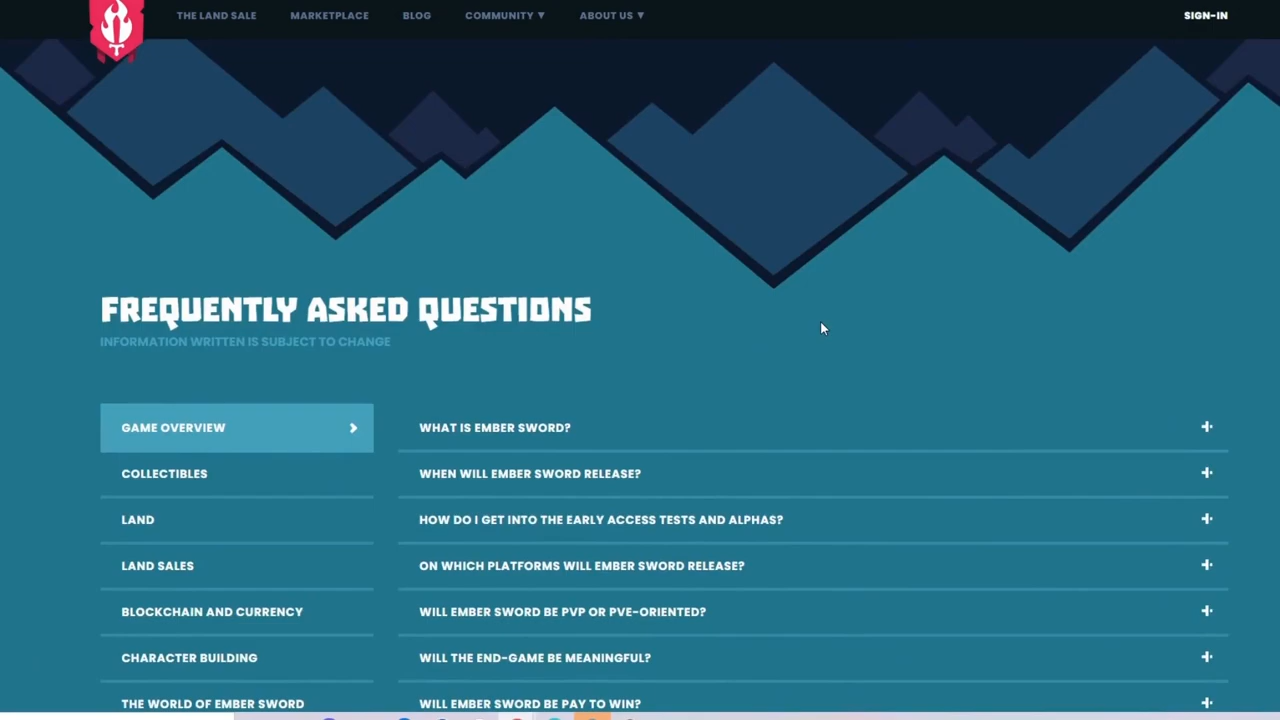 THE LAND SALE MARKETPLACE BLOG COMMUNITY ▼ ABOUT US ▼ SIGN-IN
FREQUENTLY ASKED QUESTIONS
INFORMATION WRITTEN IS SUBJECT TO CHANGE
GAME OVERVIEW
COLLECTIBLES
LAND
LAND SALES
BLOCKCHAIN AND CURRENCY
CHARACTER BUILDING
THE WORLD OF EMBER SWORD
WHAT IS EMBER SWORD?
WHEN WILL EMBER SWORD RELEASE?
HOW DO I GET INTO THE EARLY ACCESS TESTS AND ALPHAS?
ON WHICH PLATFORMS WILL EMBER SWORD RELEASE?
WILL EMBER SWORD BE PVP OR PVE-ORIENTED?
WILL THE END-GAME BE MEANINGFUL?
WILL EMBER SWORD BE PAY TO WIN?